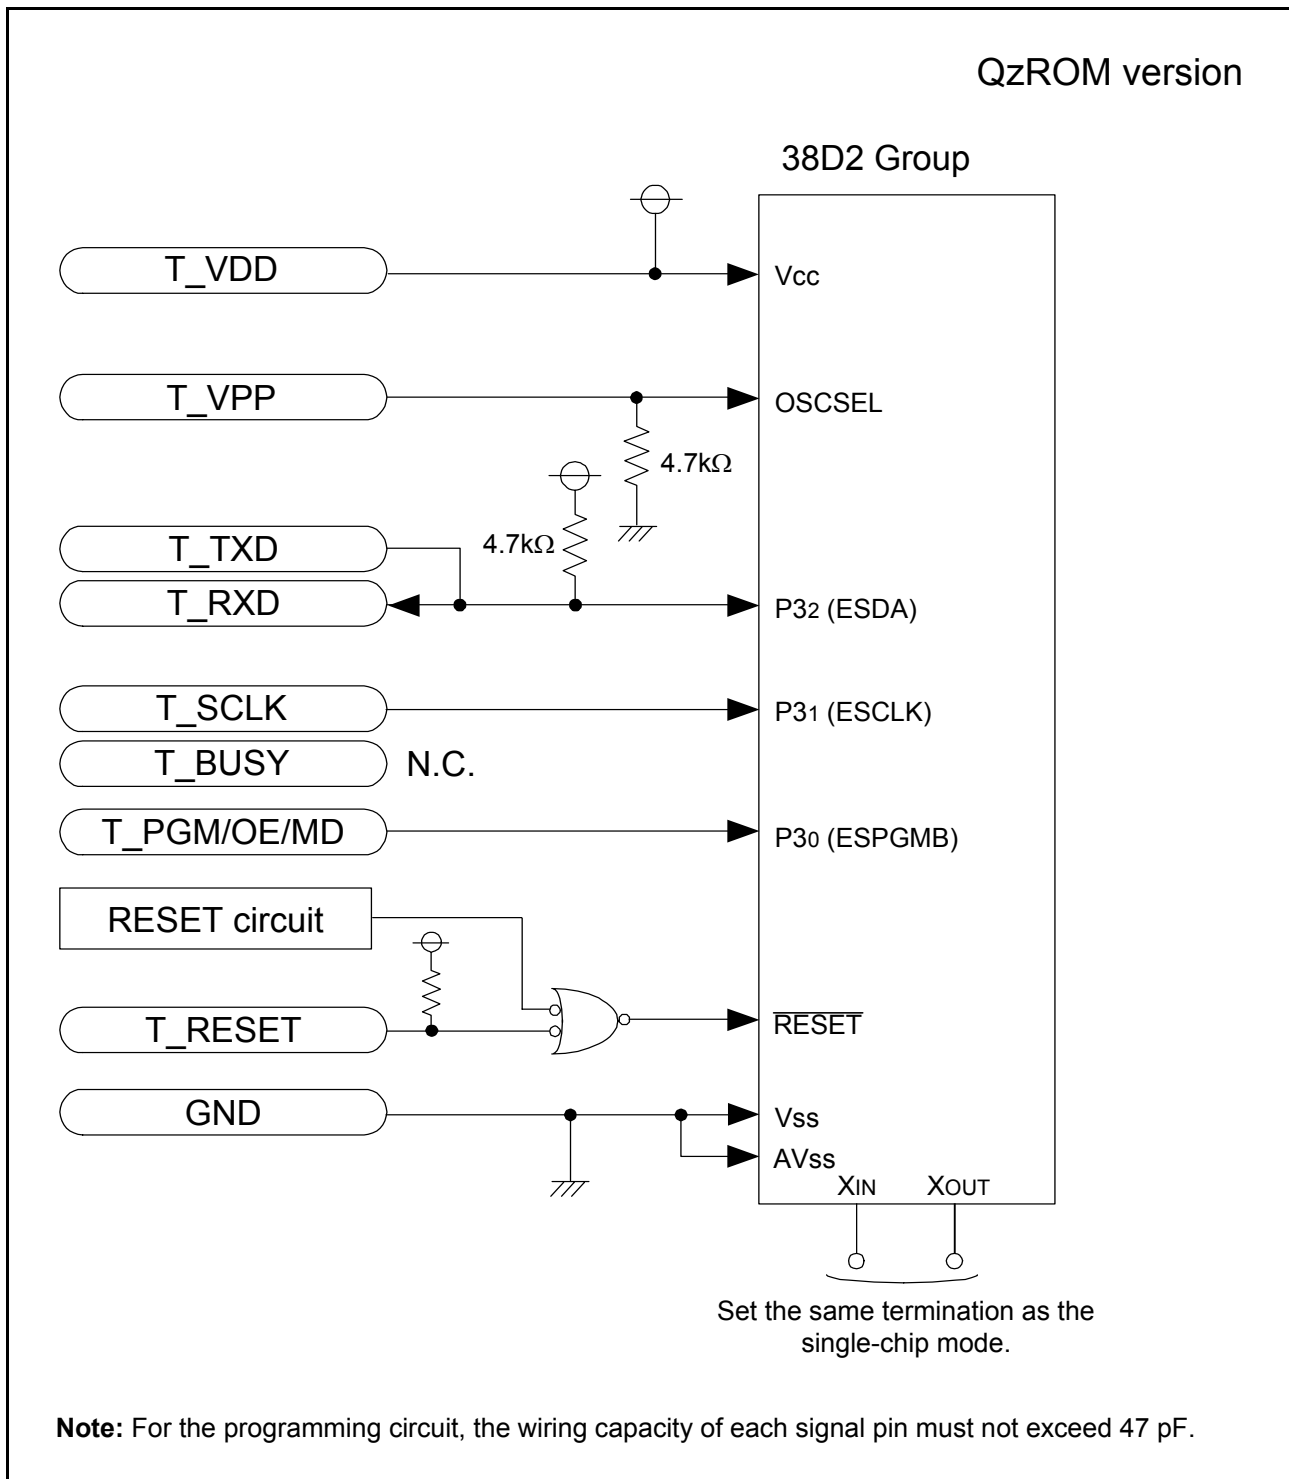 QzROM version
38D2 Group
T_VDD
Vcc
T_VPP
OSCSEL
4.7kΩ
T_TXD
4.7kΩ
T_RXD
P32 (ESDA)
T_SCLK
P31 (ESCLK)
T_BUSY N.C.
T_PGM/OE/MD
P30 (ESPGMB)
RESET circuit
T_RESET
RESET
GND
Vss
AVss
XIN XOUT
Set the same termination as the
single-chip mode.
Note: For the programming circuit, the wiring capacity of each signal pin must not exceed 47 pF.